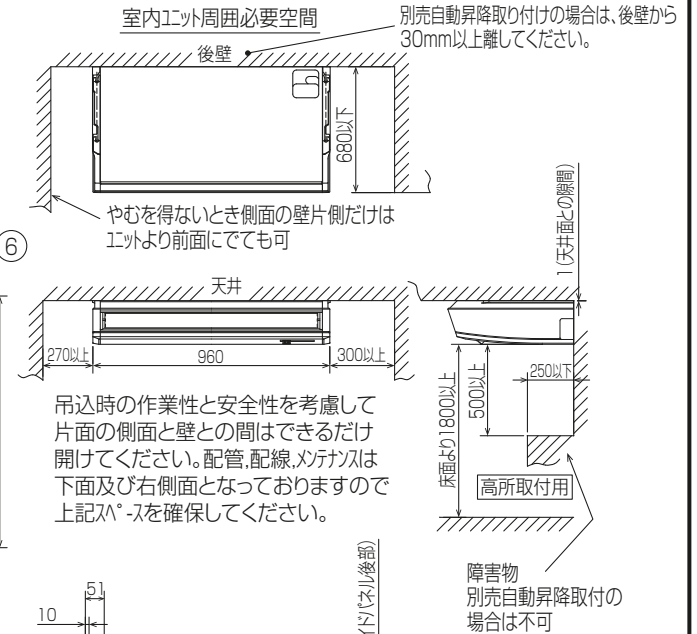 室内ユニット周囲必要空間
別売自動昇降取り付けの場合は、後壁から
30mm以上離してください。
後壁
680以下
やむを得ないとき側面の壁片側だけは
ユニットより前面にでても可
6
1(天井面との隙間)
天井
270以上
960
300以上
250以下
500以上
床面より1800以上
高所取付用
吊込時の作業性と安全性を考慮して
片面の側面と壁との間はできるだけ
開けてください。配管,配線,メンテナンスは
下面及び右側面となっておりますので
上記スペースを確保してください。
障害物
別売自動昇降取付の
場合は不可
51
10
イドパネル後部)